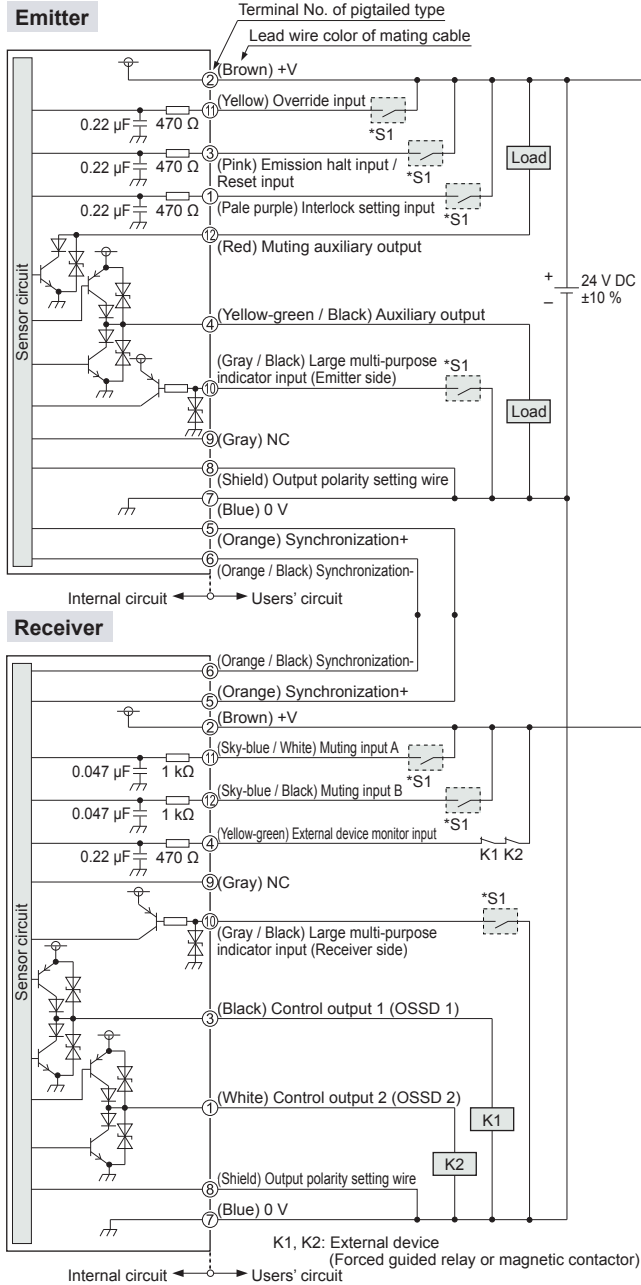 Emitter
Terminal No. of pigtailed type
Lead wire color of mating cable
② (Brown) +V
⑪ (Yellow) Override input
0.22 µF 470 Ω
*S1
③ (Pink) Emission halt input /
Reset input
0.22 µF 470 Ω
*S1
Load
① (Pale purple) Interlock setting input
0.22 µF 470 Ω
*S1
⑫ (Red) Muting auxiliary output
Sensor circuit
+
–
24 V DC
±10 %
④ (Yellow-green / Black) Auxiliary output
⑩ (Gray / Black) Large multi-purpose
indicator input (Emitter side)
*S1
Load
⑨ (Gray) NC
⑧ (Shield) Output polarity setting wire
⑦ (Blue) 0 V
⑤ (Orange) Synchronization+
⑥ (Orange / Black) Synchronization-
Internal circuit Users' circuit
Receiver
⑥ (Orange / Black) Synchronization-
⑤ (Orange) Synchronization+
② (Brown) +V
⑪ (Sky-blue / White) Muting input A
0.047 µF 1 kΩ
*S1
⑫ (Sky-blue / Black) Muting input B
0.047 µF 1 kΩ
*S1
④ (Yellow-green) External device monitor input
0.22 µF 470 Ω
K1 K2
⑨ (Gray) NC
*S1
⑩ (Gray / Black) Large multi-purpose
indicator input (Receiver side)
Sensor circuit
③ (Black) Control output 1 (OSSD 1)
① (White) Control output 2 (OSSD 2)
K1
K2
⑧ (Shield) Output polarity setting wire
⑦ (Blue) 0 V
K1, K2: External device
(Forced guided relay or magnetic contactor)
Internal circuit Users' circuit